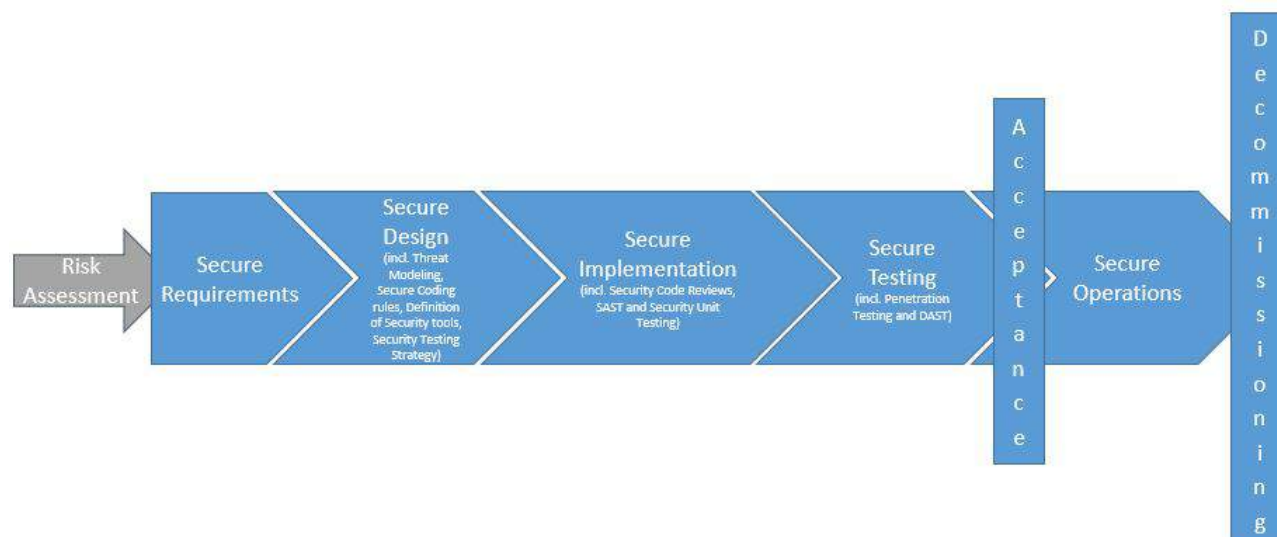 Risk
Assessment
Secure
Requirements
Secure
Design
(incl. Threat
Modeling,
Secure Coding
rules, Definition
of Security tools,
Security Testing
Strategy)
Secure
Implementation
(incl. Security Code Reviews,
SAST and Security Unit
Testing)
Secure
Testing
(incl. Penetration
Testing and DAST)
Acceptance
Secure
Operations
Decommissioning